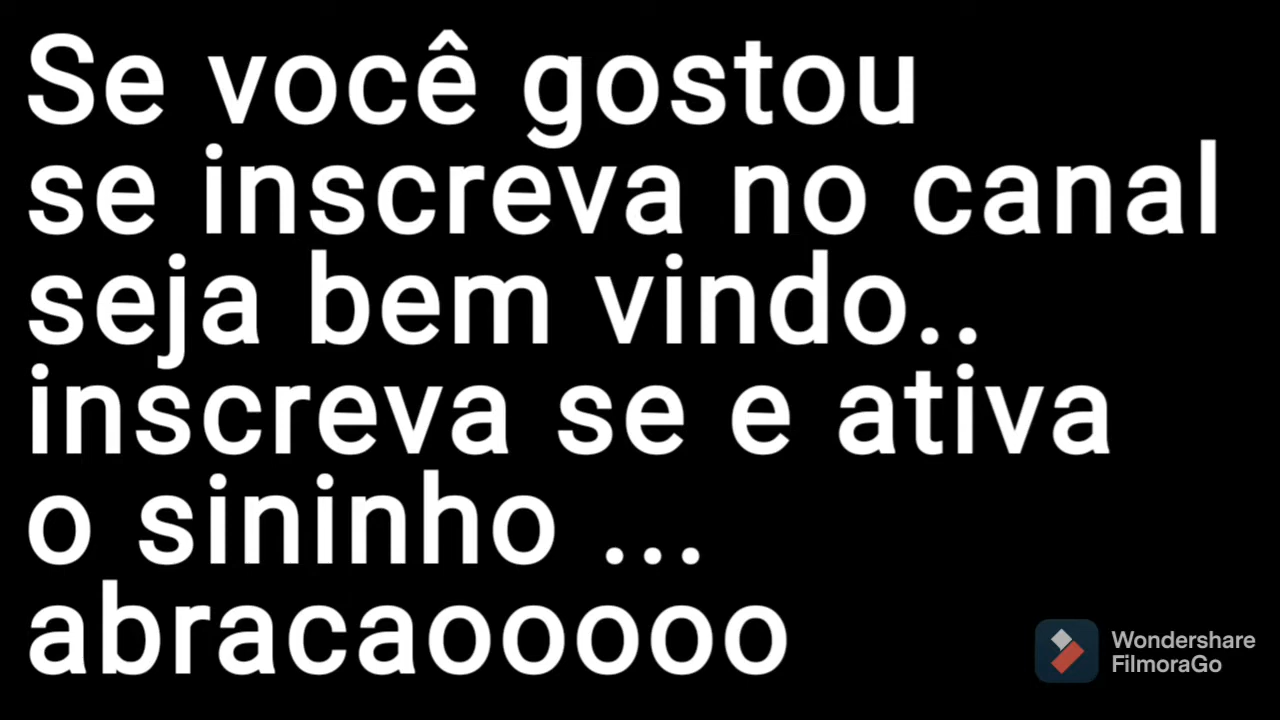 Se você gostou
se inscreva no canal
seja bem vindo..
inscreva se e ativa
o sininho ...
abracaooooo
Wondershare
FilmoraGo